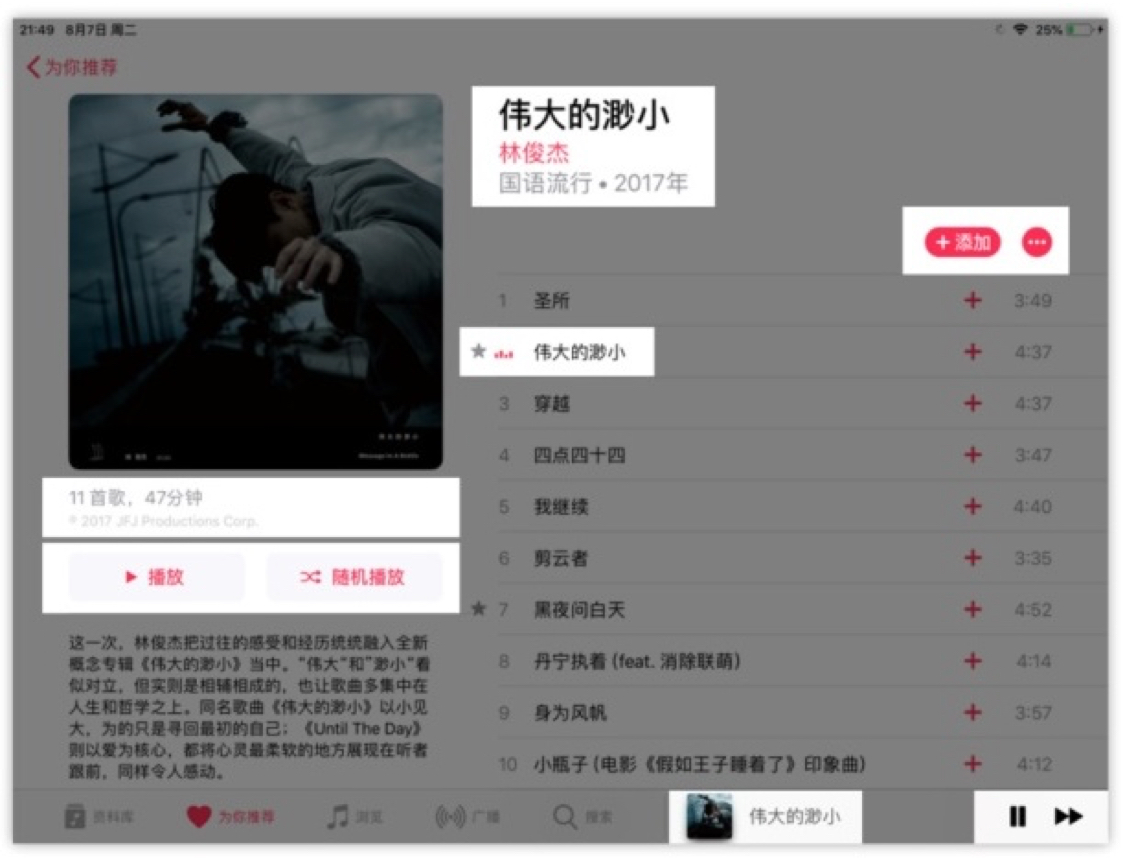 21:49 8月7日 周二
25%
为你推荐
伟大的渺小
林俊杰
国语流行 • 2017年
+ 添加
1 圣所 3:49
伟大的渺小 4:37
3 穿越 4:37
4 四点四十四 3:47
5 我继续 4:40
6 剪云者 3:35
7 黑夜问白天 4:52
8 丹宁执着 (feat. 消除联萌) 4:14
9 身为风帆 3:57
10 小瓶子 (电影《假如王子睡着了》印象曲) 4:12
伟大的渺小
Message In A Bottle
11 首歌，47分钟
℗ 2017 JFJ Productions Corp.
播放
随机播放
这一次，林俊杰把过往的感受和经历统统融入全新
概念专辑《伟大的渺小》当中。“伟大”和“渺小”看
似对立，但实则是相辅相成的，也让歌曲多集中在
人生和哲学之上。同名歌曲《伟大的渺小》以小见
大，为的只是寻回最初的自己；《Until The Day》
则以爱为核心，都将心灵最柔软的地方展现在听者
跟前，同样令人感动。
资料库
为你推荐
浏览
广播
搜索
伟大的渺小